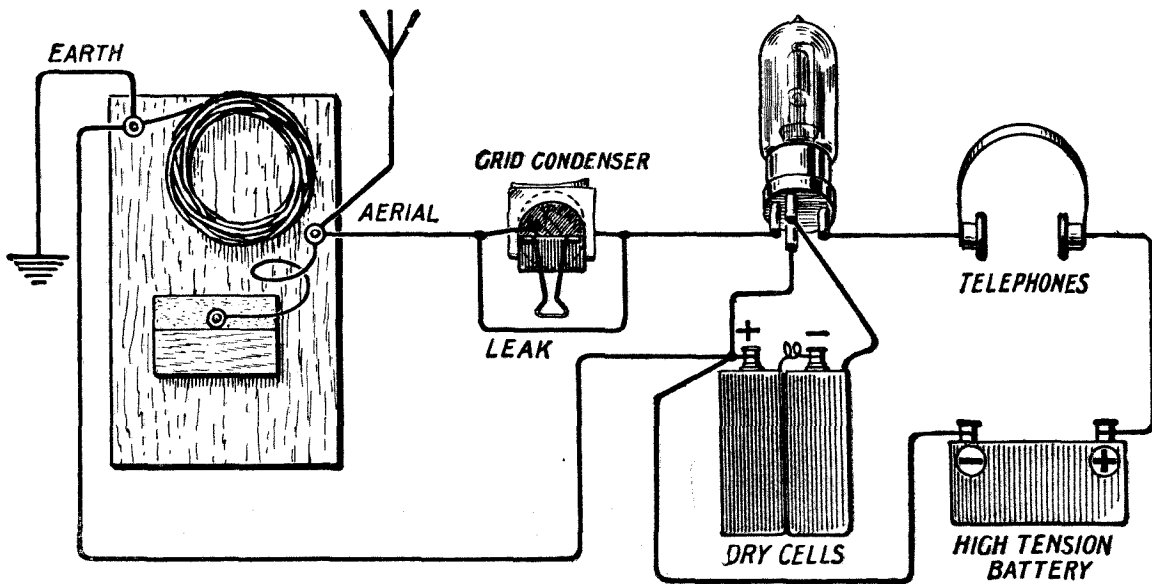 EARTH
GRID CONDENSER
AERIAL
TELEPHONES
LEAK
+ -
- +
DRY CELLS
HIGH TENSION
BATTERY